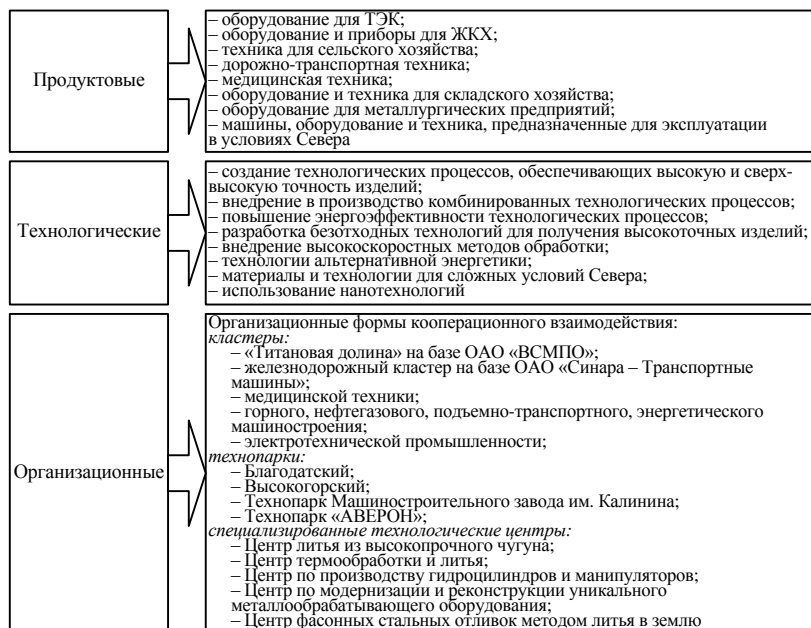 Продуктовые
– оборудование для ТЭК;
– оборудование и приборы для ЖКХ;
– техника для сельского хозяйства;
– дорожно-транспортная техника;
– медицинская техника;
– оборудование и техника для складского хозяйства;
– оборудование для металлургических предприятий;
– машины, оборудование и техника, предназначенные для эксплуатации
в условиях Севера
Технологические
– создание технологических процессов, обеспечивающих высокую и сверх-
высокую точность изделий;
– внедрение в производство комбинированных технологических процессов;
– повышение энергоэффективности технологических процессов;
– разработка безотходных технологий для получения высокоточных изделий;
– внедрение высокоскоростных методов обработки;
– технологии альтернативной энергетики;
– материалы и технологии для сложных условий Севера;
– использование нанотехнологий
Организационные
Организационные формы кооперационного взаимодействия:
кластеры:
– «Титановая долина» на базе ОАО «ВСМПО»;
– железнодорожный кластер на базе ОАО «Синара – Транспортные
машины»;
– медицинской техники;
– горного, нефтегазового, подъемно-транспортного, энергетического
машиностроения;
– электротехнической промышленности;
технопарки:
– Благодатский;
– Высокогорский;
– Технопарк Машиностроительного завода им. Калинина;
– Технопарк «АВЕРОН»;
специализированные технологические центры:
– Центр литья из высокопрочного чугуна;
– Центр термообработки и литья;
– Центр по производству гидроцилиндров и манипуляторов;
– Центр по модернизации и реконструкции уникального
металлообрабатывающего оборудования;
– Центр фасонных стальных отливок методом литья в землю